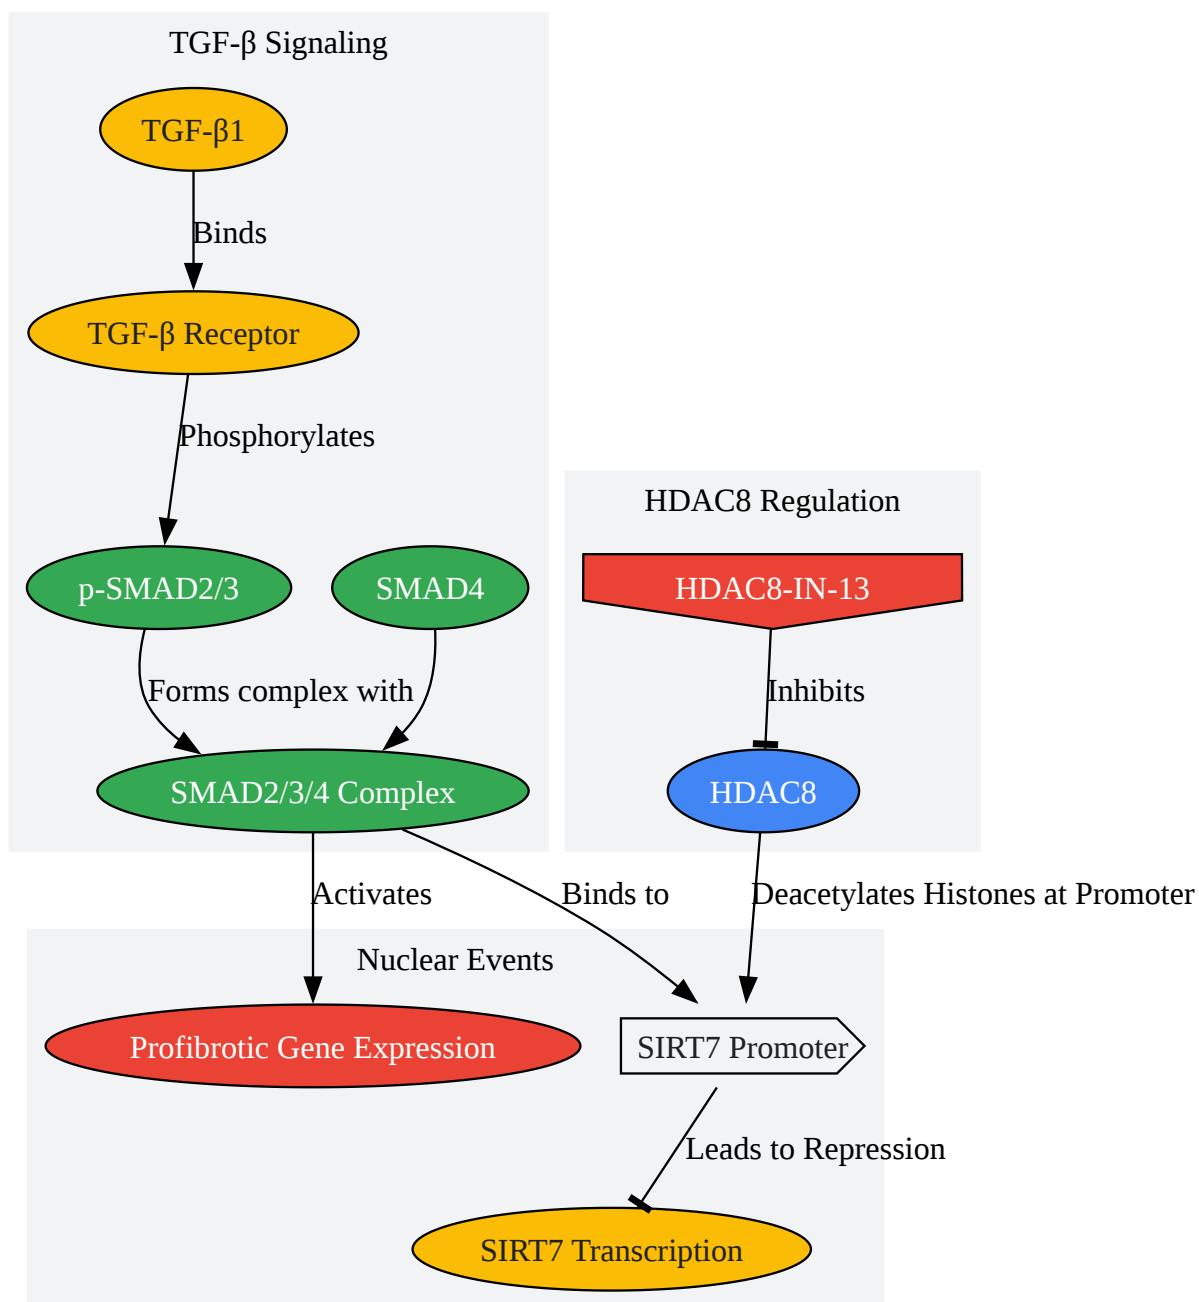 TGF-β Signaling
TGF-β1
Binds
TGF-β Receptor
Phosphorylates
HDAC8 Regulation
p-SMAD2/3
SMAD4
HDAC8-IN-13
Forms complex with
Inhibits
SMAD2/3/4 Complex
HDAC8
Activates
Binds to
Deacetylates Histones at Promoter
Nuclear Events
Profibrotic Gene Expression
SIRT7 Promoter
Leads to Repression
SIRT7 Transcription